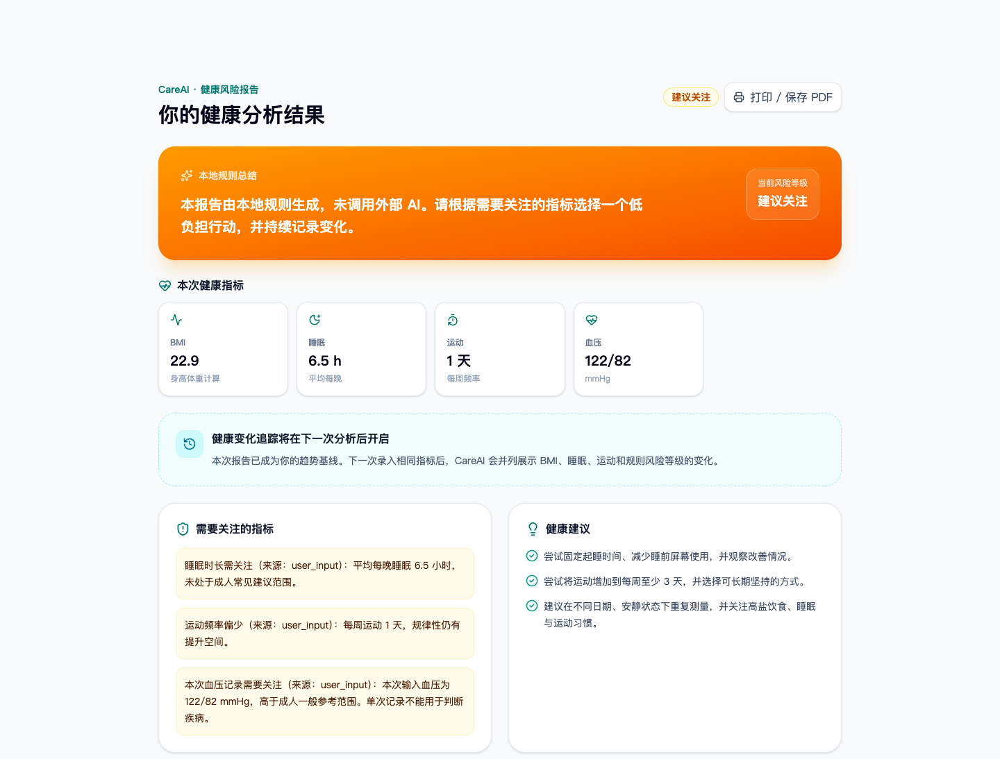 CareAI · 健康风险报告
你的健康分析结果
建议关注
打印 / 保存 PDF
本地规则总结
本报告由本地规则生成，未调用外部 AI。请根据需要关注的指标选择一个低
负担行动，并持续记录变化。
当前风险等级
建议关注
本次健康指标
BMI
22.9
身高体重计算
睡眠
6.5 h
平均每晚
运动
1 天
每周频率
血压
122/82
mmHg
健康变化追踪将在下一次分析后开启
本次报告已成为你的趋势基线。下一次录入相同指标后，CareAI 会并列展示 BMI、睡眠、运动和规则风险等级的变化。
需要关注的指标
睡眠时长需关注（来源：user_input）：平均每晚睡眠 6.5 小时，
未处于成人常见建议范围。
运动频率偏少（来源：user_input）：每周运动 1 天，规律性仍有
提升空间。
本次血压记录需要关注（来源：user_input）：本次输入血压为
122/82 mmHg，高于成人一般参考范围。单次记录不能用于判断
疾病。
健康建议
尝试固定起睡时间、减少睡前屏幕使用，并观察改善情况。
尝试将运动增加到每周至少 3 天，并选择可长期坚持的方式。
建议在不同日期、安静状态下重复测量，并关注高盐饮食、睡眠
与运动习惯。